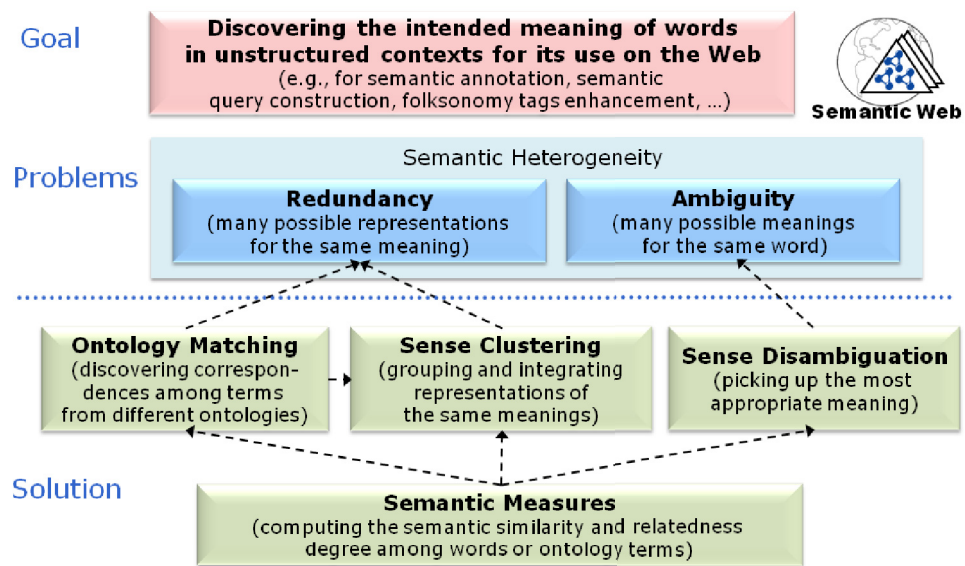 Goal
Discovering the intended meaning of words
in unstructured contexts for its use on the Web
(e.g., for semantic annotation, semantic
query construction, folksonomy tags enhancement, ...)
Semantic Web
Problems
Semantic Heterogeneity
Redundancy
(many possible representations
for the same meaning)
Ambiguity
(many possible meanings
for the same word)
Ontology Matching
(discovering correspon-
dences among terms
from different ontologies)
Sense Clustering
(grouping and integrating
representations of
the same meanings)
Sense Disambiguation
(picking up the most
appropriate meaning)
Solution
Semantic Measures
(computing the semantic similarity and relatedness
degree among words or ontology terms)